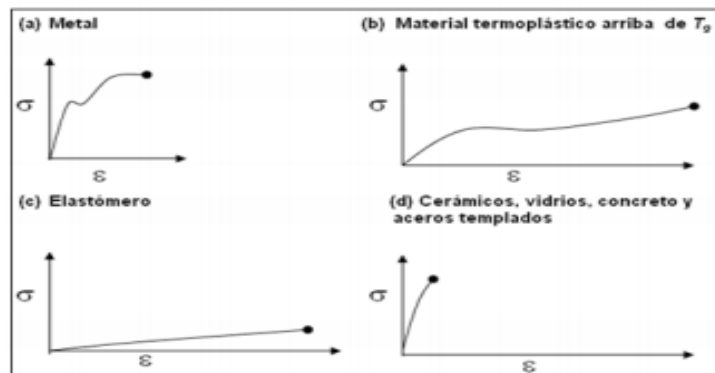 (a) Metal
(b) Material termoplástico arriba de Tg
σ
ε
σ
ε
(c) Elastómero
(d) Cerámicos, vidrios, concreto y
aceros templados
σ
ε
σ
ε